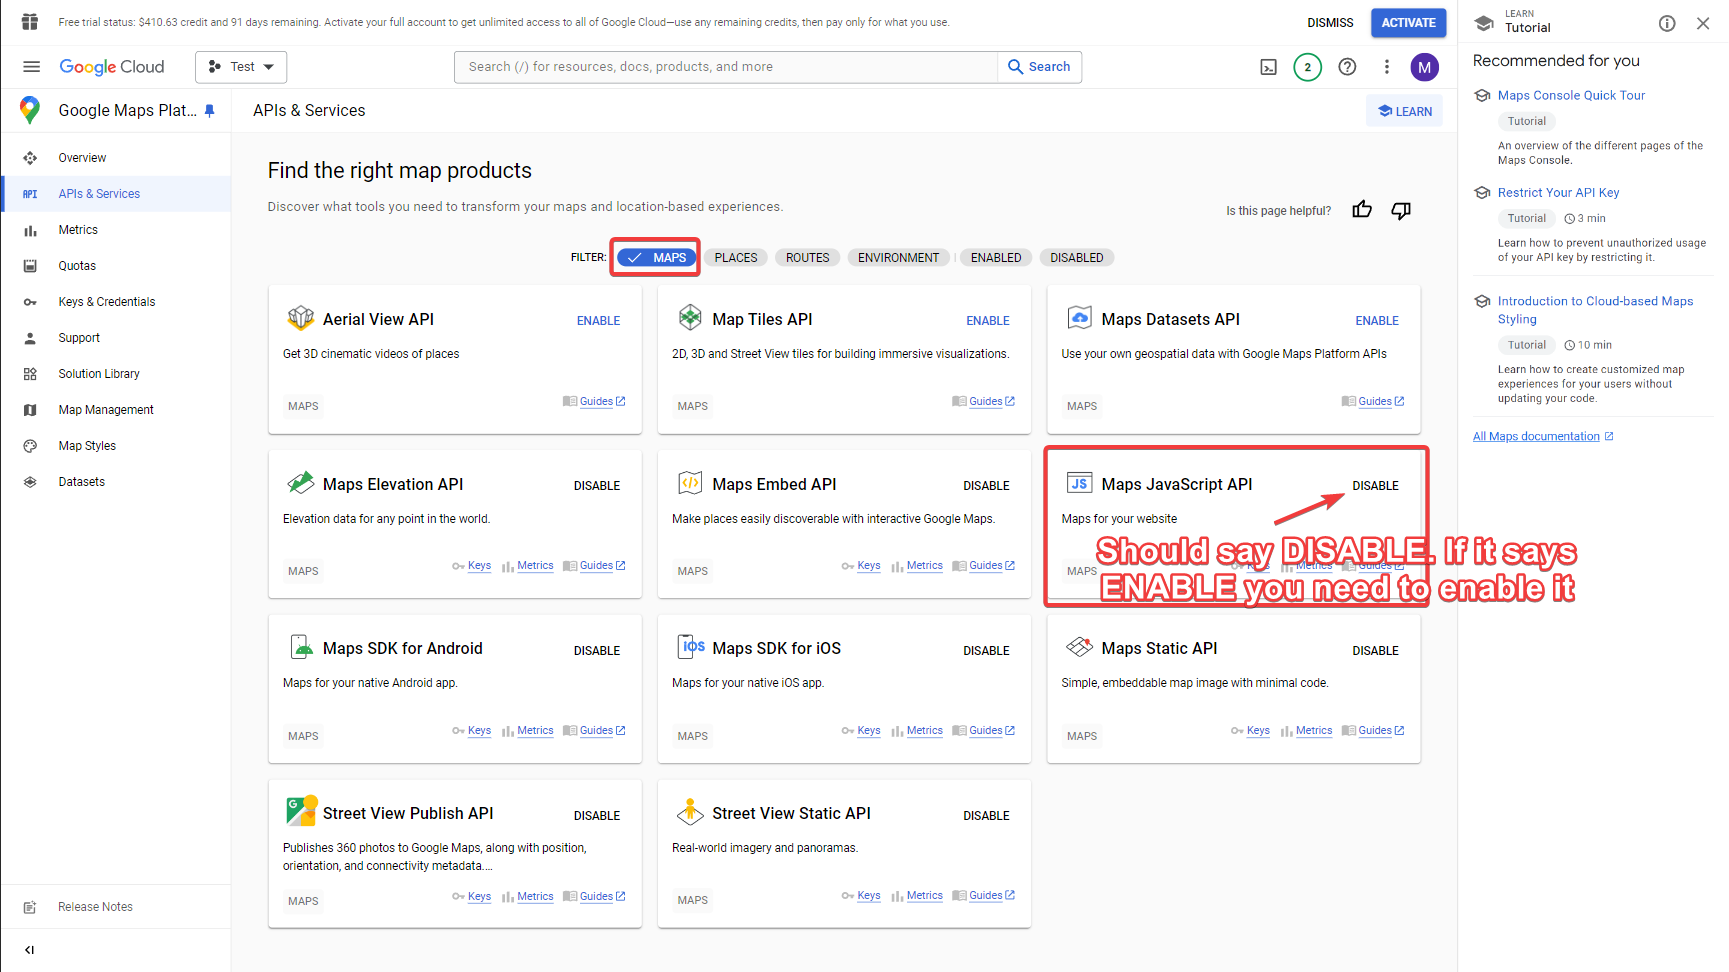 Free trial status: $410.63 credit and 91 days remaining. Activate your full account to get unlimited access to all of Google Cloud—use any remaining credits, then pay only for what you use.
DISMISS
ACTIVATE
Google Cloud
Test
Search (/) for resources, docs, products, and more
Search
2
M
Google Maps Plat...
APIs & Services
LEARN
Overview
API APIs & Services
Metrics
Quotas
Keys & Credentials
Support
Solution Library
Map Management
Map Styles
Datasets
Release Notes
Find the right map products
Discover what tools you need to transform your maps and location-based experiences.
Is this page helpful?
FILTER:
MAPS
PLACES
ROUTES
ENVIRONMENT
ENABLED
DISABLED
Aerial View API
ENABLE
Get 3D cinematic videos of places
MAPS
Guides
Map Tiles API
ENABLE
2D, 3D and Street View tiles for building immersive visualizations.
MAPS
Guides
Maps Datasets API
ENABLE
Use your own geospatial data with Google Maps Platform APIs
MAPS
Guides
Maps Elevation API
DISABLE
Elevation data for any point in the world.
MAPS
Keys
Metrics
Guides
Maps Embed API
DISABLE
Make places easily discoverable with interactive Google Maps.
MAPS
Keys
Metrics
Guides
JS
Maps JavaScript API
DISABLE
Maps for your website
Should say DISABLE. If it says
ENABLE you need to enable it
MAPS
Keys
Metrics
Guides
Maps SDK for Android
DISABLE
Maps for your native Android app.
MAPS
Keys
Metrics
Guides
iOS
Maps SDK for iOS
DISABLE
Maps for your native iOS app.
MAPS
Keys
Metrics
Guides
Maps Static API
DISABLE
Simple, embeddable map image with minimal code.
MAPS
Keys
Metrics
Guides
G
Street View Publish API
DISABLE
Publishes 360 photos to Google Maps, along with position,
orientation, and connectivity metadata....
MAPS
Keys
Metrics
Guides
Street View Static API
DISABLE
Real-world imagery and panoramas.
MAPS
Keys
Metrics
Guides
LEARN
Tutorial
Recommended for you
Maps Console Quick Tour
Tutorial
An overview of the different pages of the
Maps Console.
Restrict Your API Key
Tutorial
3 min
Learn how to prevent unauthorized usage
of your API key by restricting it.
Introduction to Cloud-based Maps
Styling
Tutorial
10 min
Learn how to create customized map
experiences for your users without
updating your code.
All Maps documentation